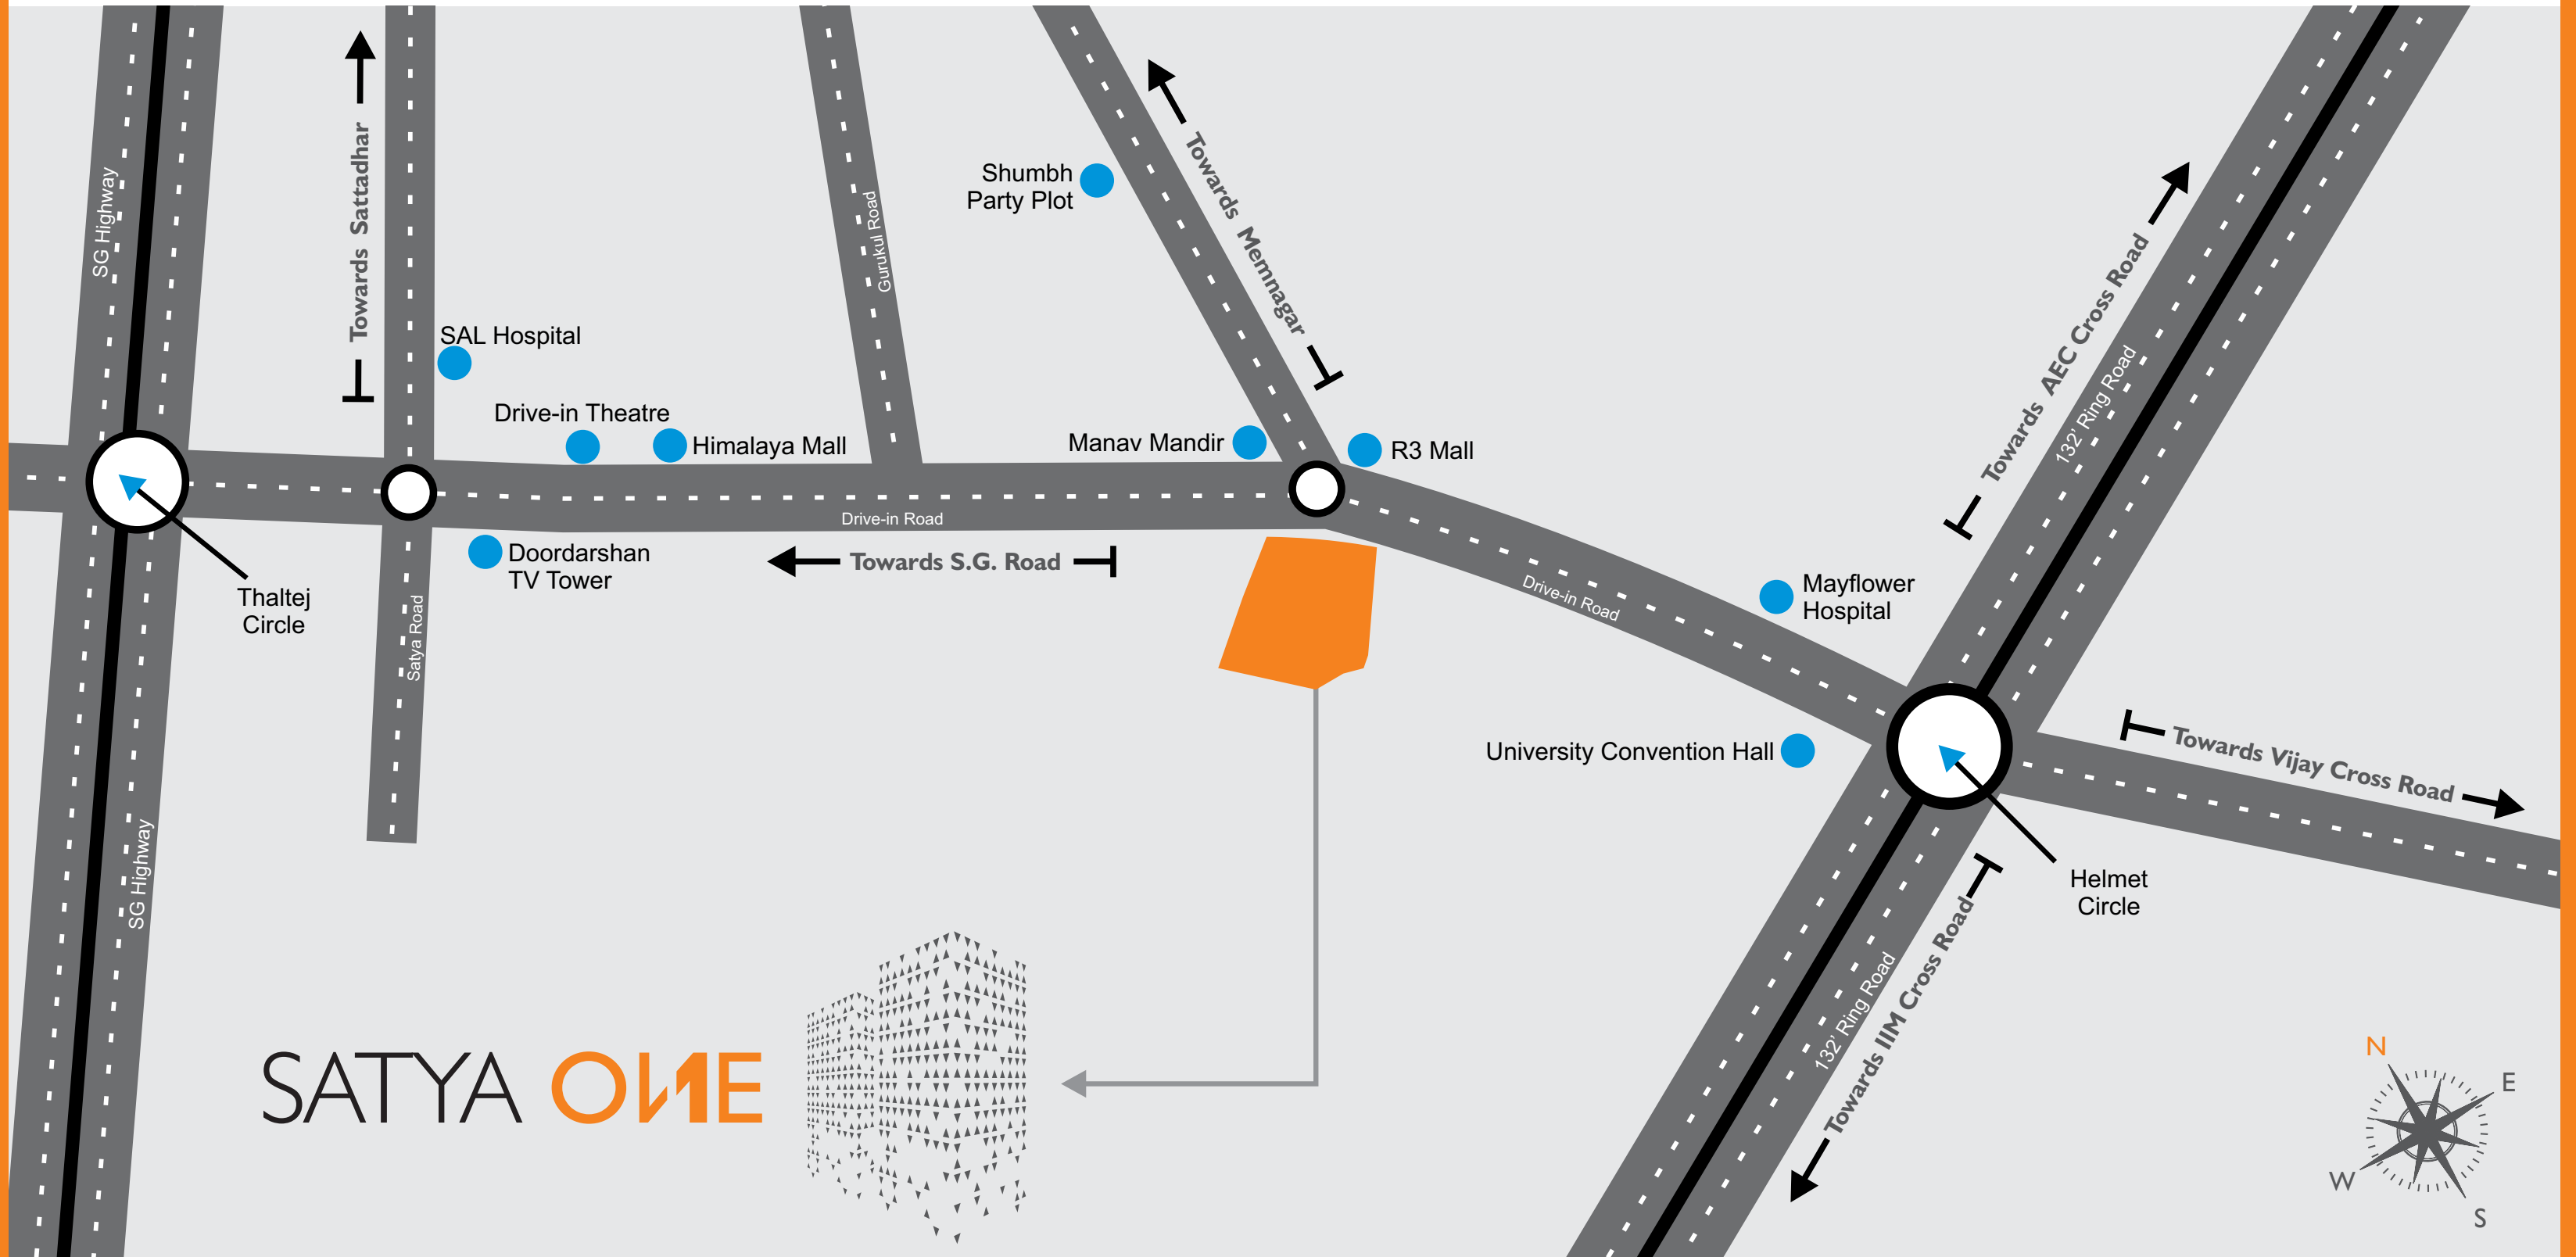 SG Highway
Towards Sattadhar
Gurukul Road
Shumbh
Party Plot
Towards Memnagar
SAL Hospital
Drive-in Theatre
Himalaya Mall
Manav Mandir
R3 Mall
Towards AEC Cross Road
132' Ring Road
Drive-in Road
Doordarshan
TV Tower
Towards S.G. Road
Thaltej
Circle
Satya Road
Drive-in Road
Mayflower
Hospital
University Convention Hall
Towards Vijay Cross Road
Helmet
Circle
SG Highway
132' Ring Road
Towards IIM Cross Road
SATYA ONE
N
E
W
S